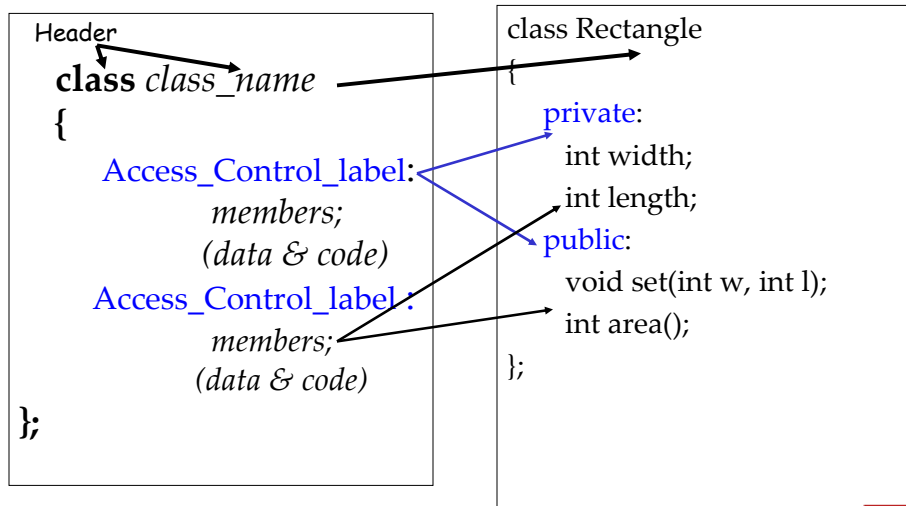 Header
class class_name
{
Access_Control_label:
members;
(data & code)
Access_Control_label :
members;
(data & code)
};
class Rectangle
{
private:
int width;
int length;
public:
void set(int w, int l);
int area();
};